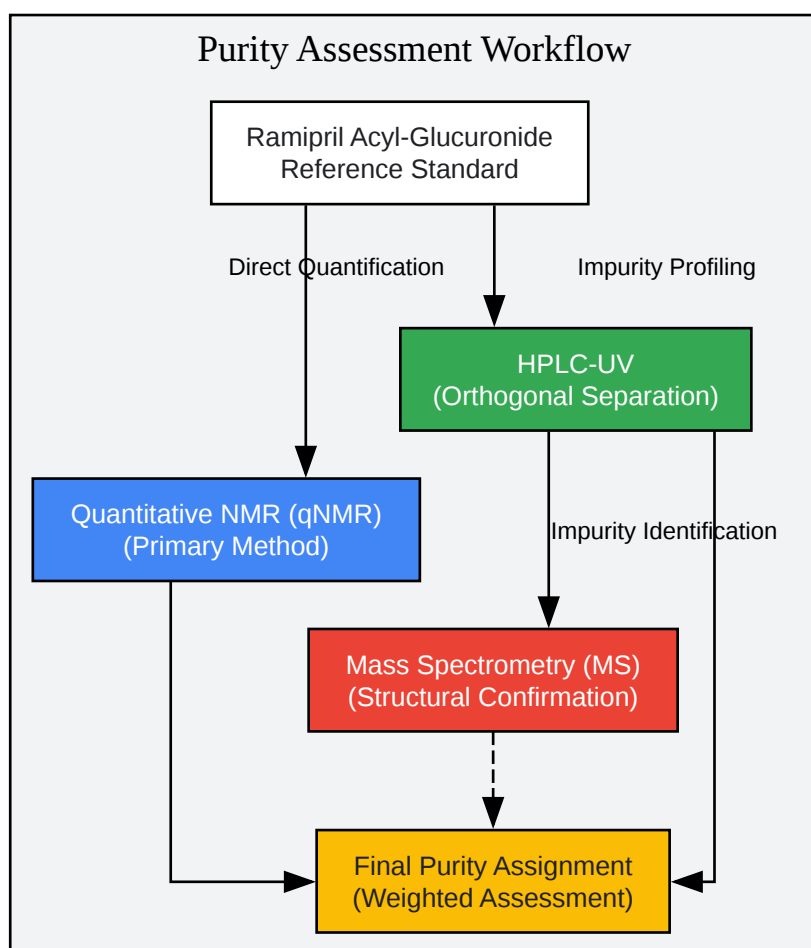 Purity Assessment Workflow
Ramipril Acyl-Glucuronide
Reference Standard
Direct Quantification
Impurity Profiling
HPLC-UV
(Orthogonal Separation)
Quantitative NMR (qNMR)
(Primary Method)
Impurity Identification
Mass Spectrometry (MS)
(Structural Confirmation)
Final Purity Assignment
(Weighted Assessment)